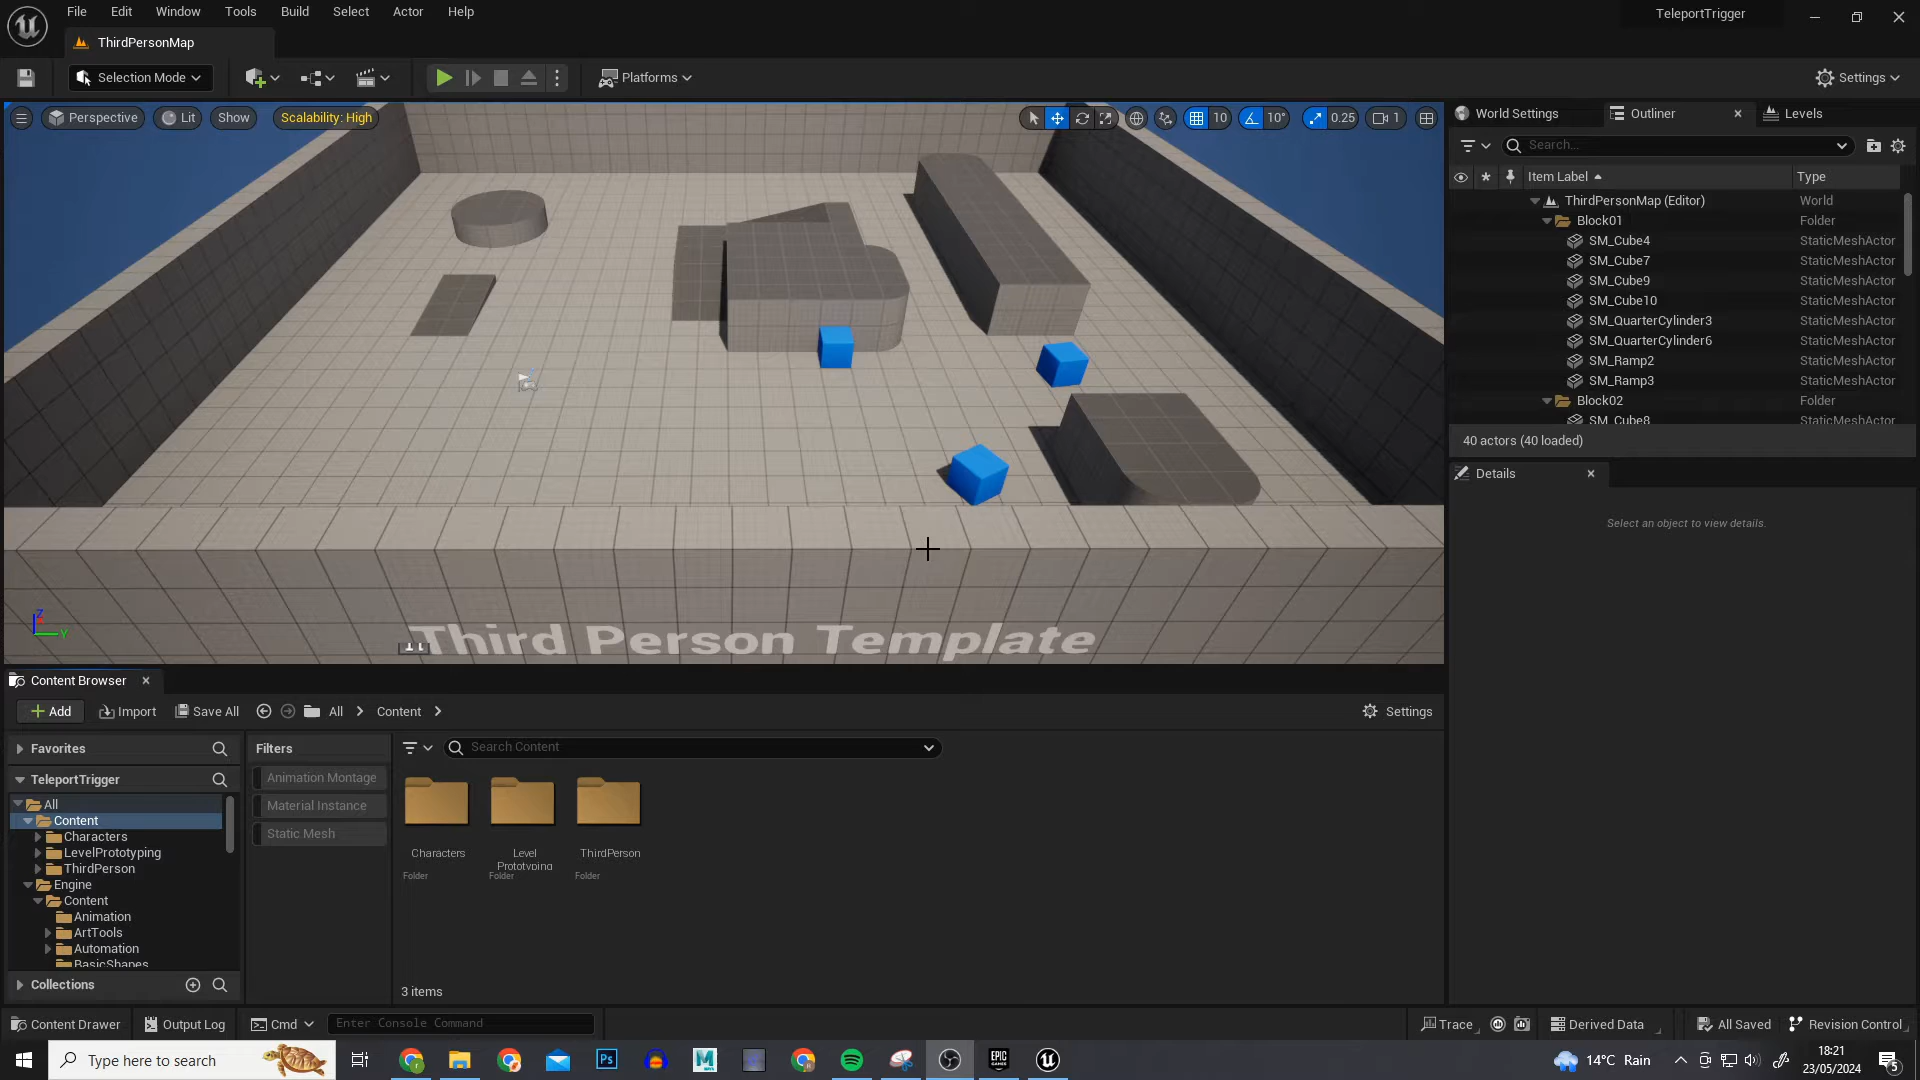 File Edit Window Tools Build Select Actor Help
TeleportTrigger
ThirdPersonMap
Selection Mode
Platforms
Settings
Perspective Lit Show Scalability: High
10 10° 0.25 1
World Settings Outliner Levels
Search...
Item Label Type
ThirdPersonMap (Editor) World
Block01 Folder
SM_Cube4 StaticMeshActor
SM_Cube7 StaticMeshActor
SM_Cube9 StaticMeshActor
SM_Cube10 StaticMeshActor
SM_QuarterCylinder3 StaticMeshActor
SM_QuarterCylinder6 StaticMeshActor
SM_Ramp2 StaticMeshActor
SM_Ramp3 StaticMeshActor
Block02 Folder
SM_Cube8 StaticMeshActor
40 actors (40 loaded)
Details
Select an object to view details.
Z
Y
Third Person Template
Content Browser
Add Import Save All All Content Settings
Favorites
TeleportTrigger
All
Content
Characters
LevelPrototyping
ThirdPerson
Engine
Content
Animation
ArtTools
Automation
BasicShapes
Collections
Filters
Animation Montage
Material Instance
Static Mesh
Search Content
Characters
Folder
Level
Prototyping
Folder
ThirdPerson
Folder
3 items
Content Drawer Output Log Cmd Enter Console Command
Trace Derived Data All Saved Revision Control
Type here to search
Ps
M
EPIC
GAMES
14°C Rain
18:21
23/05/2024
5